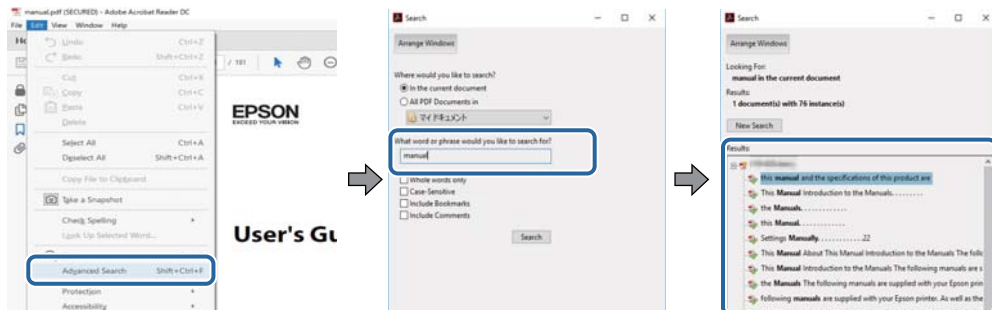 manual.pdf (SECURED) - Adobe Acrobat Reader DC
File Edit View Window Help
Undo Ctrl+Z
Redo Shift+Ctrl+Z
Cut Ctrl+X
Copy Ctrl+C
Paste Ctrl+V
Delete
Select All Ctrl+A
Deselect All Shift+Ctrl+A
Copy File to Clipboard
Take a Snapshot
Check Spelling
Look Up Selected Word...
Advanced Search Shift+Ctrl+F
Protection
Accessibility
/ 191
EPSON
EXCEED YOUR VISION
User's Gu
Search
Arrange Windows
Where would you like to search?
In the current document
All PDF Documents in
マイ ドキュメント
What word or phrase would you like to search for?
manual
Whole words only
Case-Sensitive
Include Bookmarks
Include Comments
Search
Search
Arrange Windows
Looking For:
manual in the current document
Results:
1 document(s) with 76 instance(s)
New Search
Results:
this manual and the specifications of this product are
This Manual Introduction to the Manuals.........
the Manuals.............
this Manual.............
Settings Manually.............22
This Manual About This Manual Introduction to the Manuals The follo
This Manual Introduction to the Manuals The following manuals are s
the Manuals The following manuals are supplied with your Epson prin
following manuals are supplied with your Epson printer. As well as the